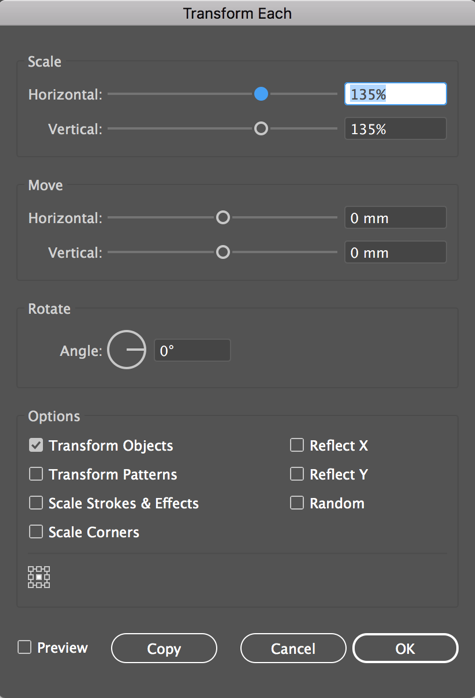 Transform Each
Scale
Horizontal: 135%
Vertical: 135%
Move
Horizontal: 0 mm
Vertical: 0 mm
Rotate
Angle: 0°
Options
Transform Objects Reflect X
Transform Patterns Reflect Y
Scale Strokes & Effects Random
Scale Corners
Preview Copy Cancel OK